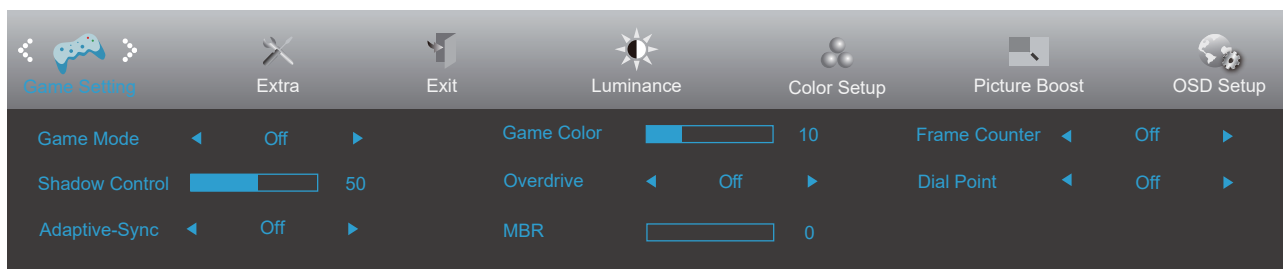 Game Setting Extra Exit Luminance Color Setup Picture Boost OSD Setup
Game Mode Off Game Color 10 Frame Counter Off
Shadow Control 50 Overdrive Off Dial Point Off
Adaptive-Sync Off MBR 0